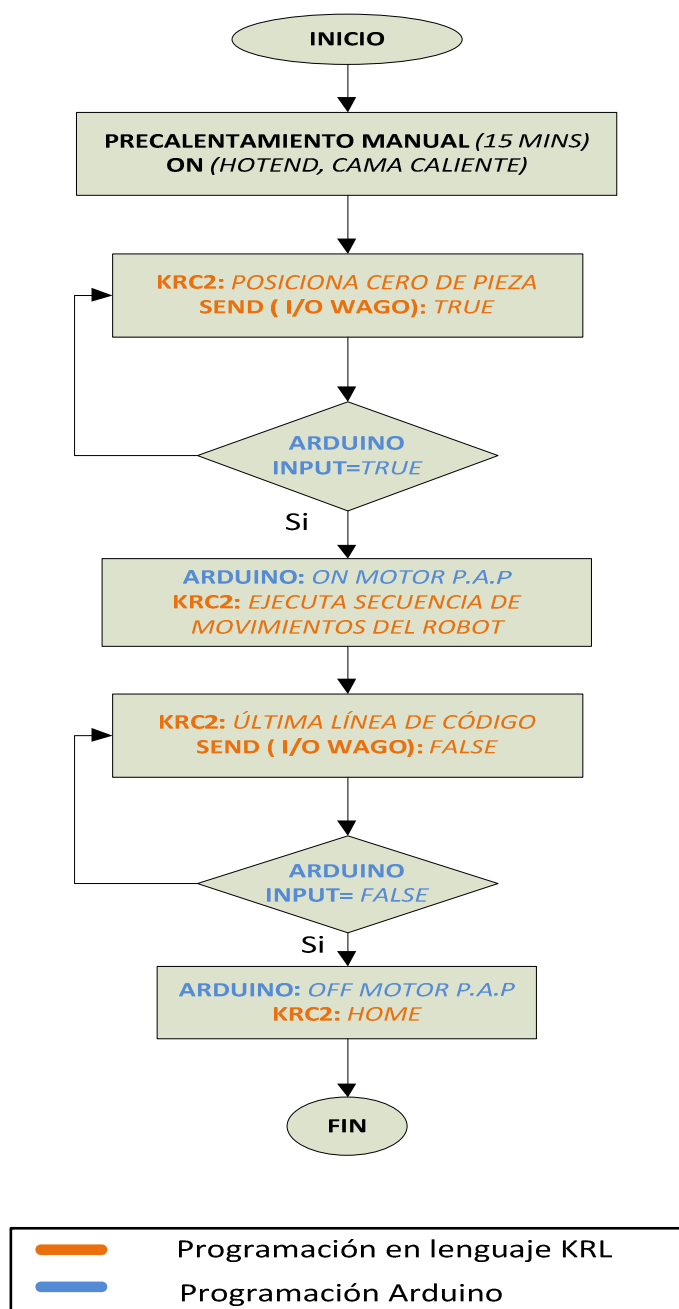 INICIO
PRECALENTAMIENTO MANUAL (15 MINS)
ON (HOTEND, CAMA CALIENTE)
KRC2: POSICIONA CERO DE PIEZA
SEND ( I/O WAGO): TRUE
ARDUINO
INPUT=TRUE
Si
ARDUINO: ON MOTOR P.A.P
KRC2: EJECUTA SECUENCIA DE
MOVIMIENTOS DEL ROBOT
KRC2: ÚLTIMA LÍNEA DE CÓDIGO
SEND ( I/O WAGO): FALSE
ARDUINO
INPUT= FALSE
Si
ARDUINO: OFF MOTOR P.A.P
KRC2: HOME
FIN
Programación en lenguaje KRL
Programación Arduino